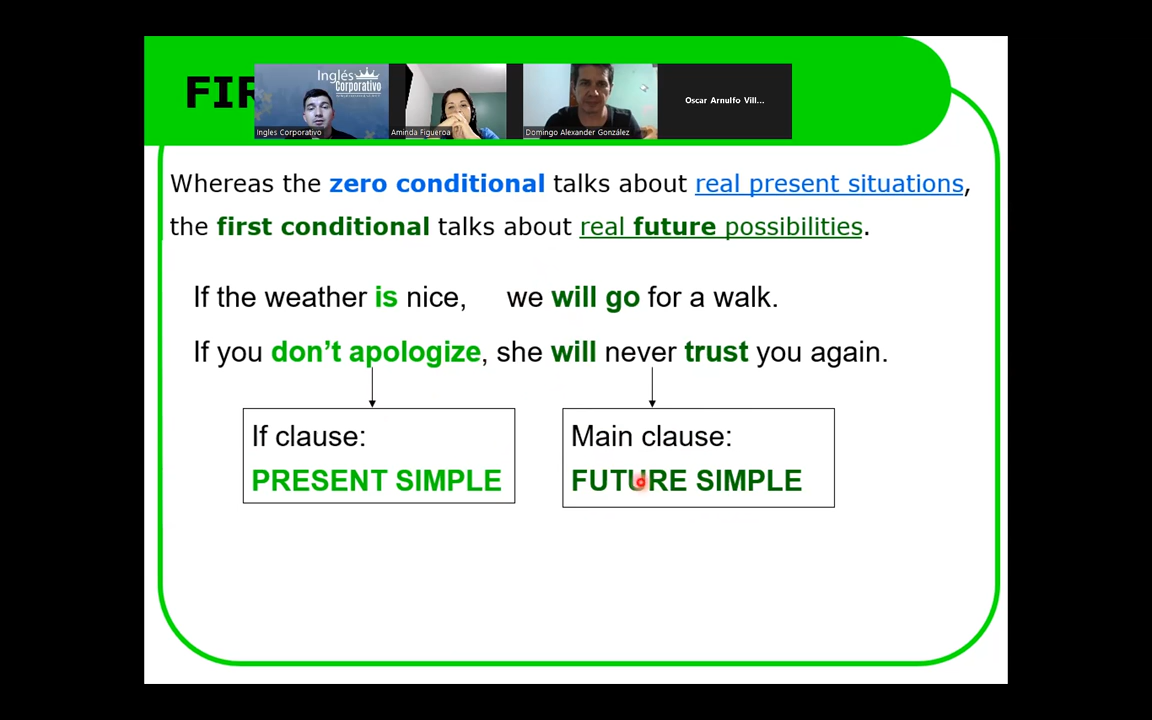 FIR
Inglés
Corporativo
Ingles Corporativo
Aminda Figueroa
Domingo Alexander González
Oscar Arnulfo Vill...
Whereas the zero conditional talks about real present situations,
the first conditional talks about real future possibilities.
If the weather is nice, we will go for a walk.
If you don't apologize, she will never trust you again.
If clause:
PRESENT SIMPLE
Main clause:
FUTURE SIMPLE